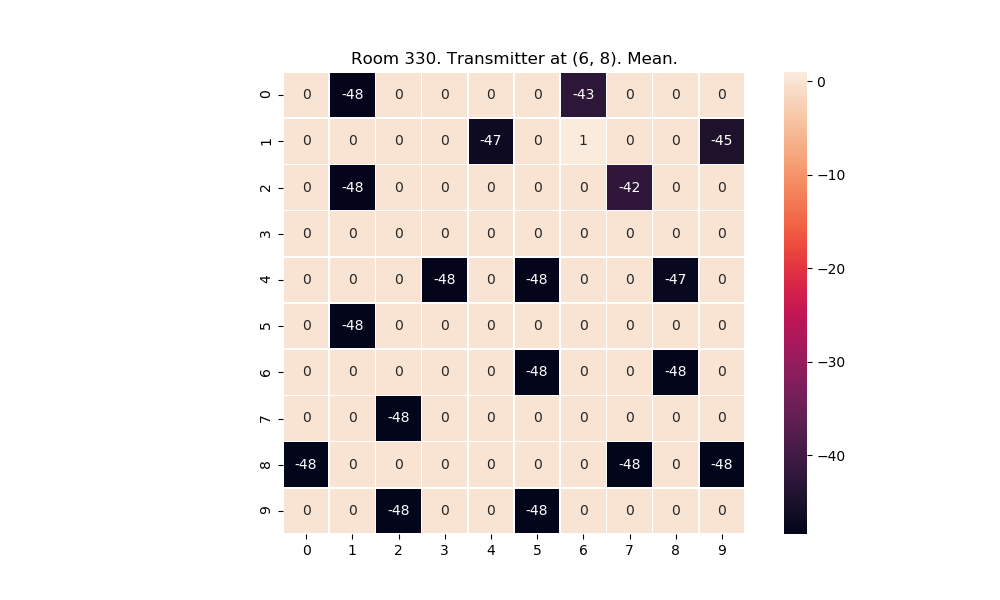 Room 330. Transmitter at (6, 8). Mean.
0 0 -48 0 0 0 0 -43 0 0 0
1 0 0 0 0 -47 0 1 0 0 -45
2 0 -48 0 0 0 0 0 -42 0 0
3 0 0 0 0 0 0 0 0 0 0
4 0 0 0 -48 0 -48 0 0 -47 0
5 0 -48 0 0 0 0 0 0 0 0
6 0 0 0 0 0 -48 0 0 -48 0
7 0 0 -48 0 0 0 0 0 0 0
8 -48 0 0 0 0 0 0 -48 0 -48
9 0 0 -48 0 0 -48 0 0 0 0
0 1 2 3 4 5 6 7 8 9
0
−10
−20
−30
−40